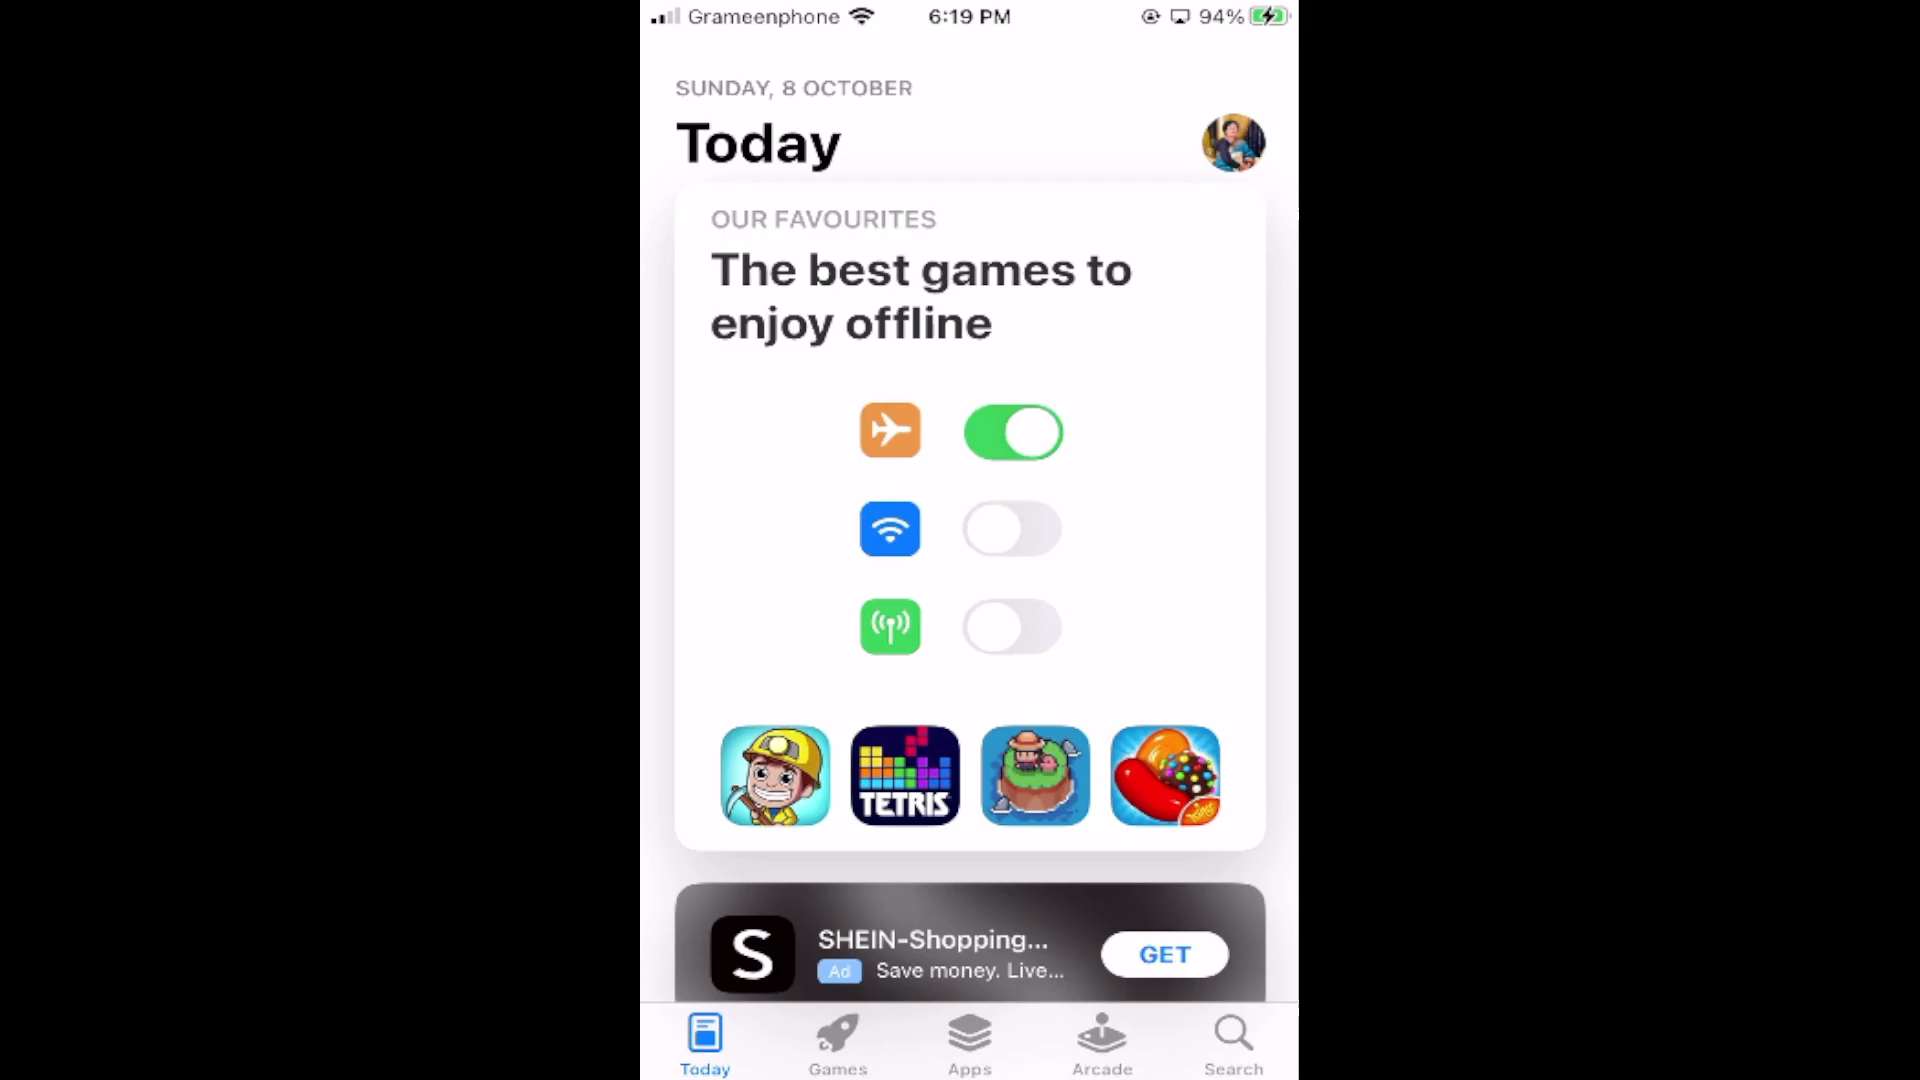 Grameenphone 6:19 PM 94%
SUNDAY, 8 OCTOBER
Today
OUR FAVOURITES
The best games to
enjoy offline
TETRIS
King
S
SHEIN-Shopping...
Ad Save money. Live...
GET
Today Games Apps Arcade Search